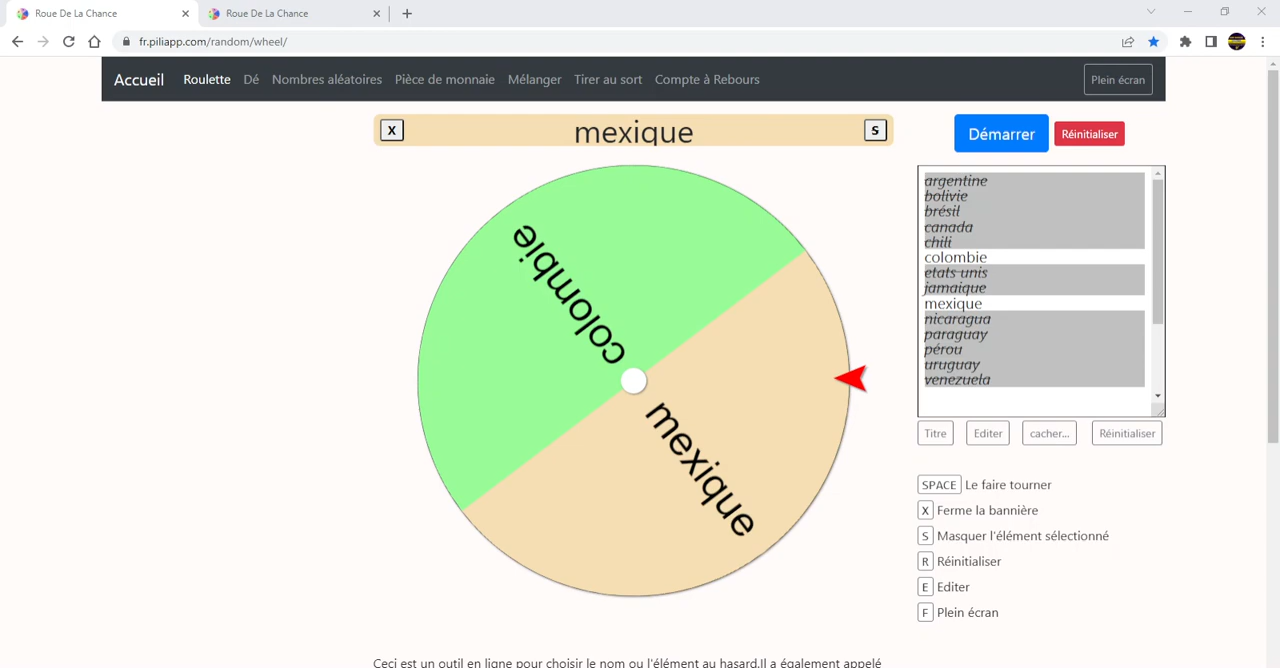 Roue De La Chance
Roue De La Chance
fr.piliapp.com/random/wheel/
Accueil Roulette Dé Nombres aléatoires Pièce de monnaie Mélanger Tirer au sort Compte à Rebours Plein écran
X mexique S
Démarrer Réinitialiser
colombie
mexique
argentine
bolivie
brésil
canada
chili
colombie
etats unis
jamaique
mexique
nicaragua
paraguay
pérou
uruguay
venezuela
Titre Editer cacher... Réinitialiser
SPACE Le faire tourner
X Ferme la bannière
S Masquer l'élément sélectionné
R Réinitialiser
E Editer
F Plein écran
Ceci est un outil en ligne pour choisir le nom ou l'élément au hasard.Il a également appelé